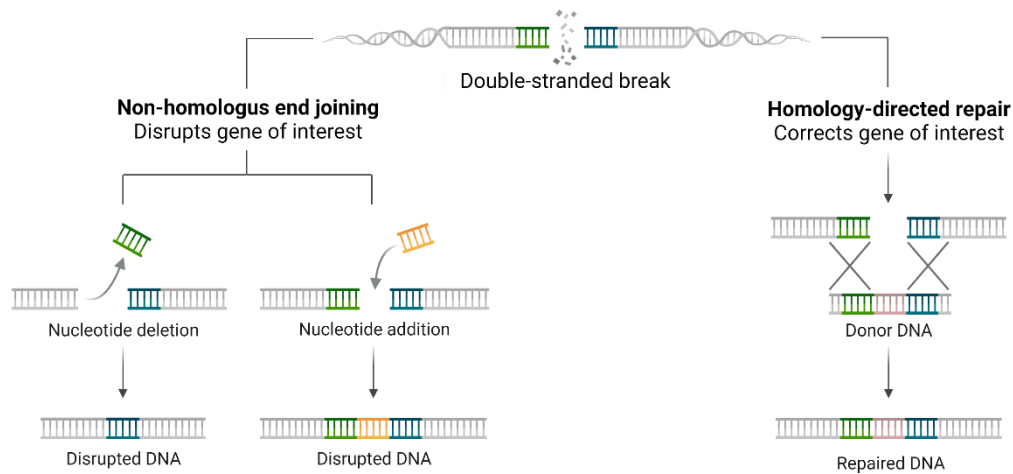 Double-stranded break
Non-homologus end joining
Disrupts gene of interest
Homology-directed repair
Corrects gene of interest
Nucleotide deletion
Nucleotide addition
Donor DNA
Disrupted DNA
Disrupted DNA
Repaired DNA